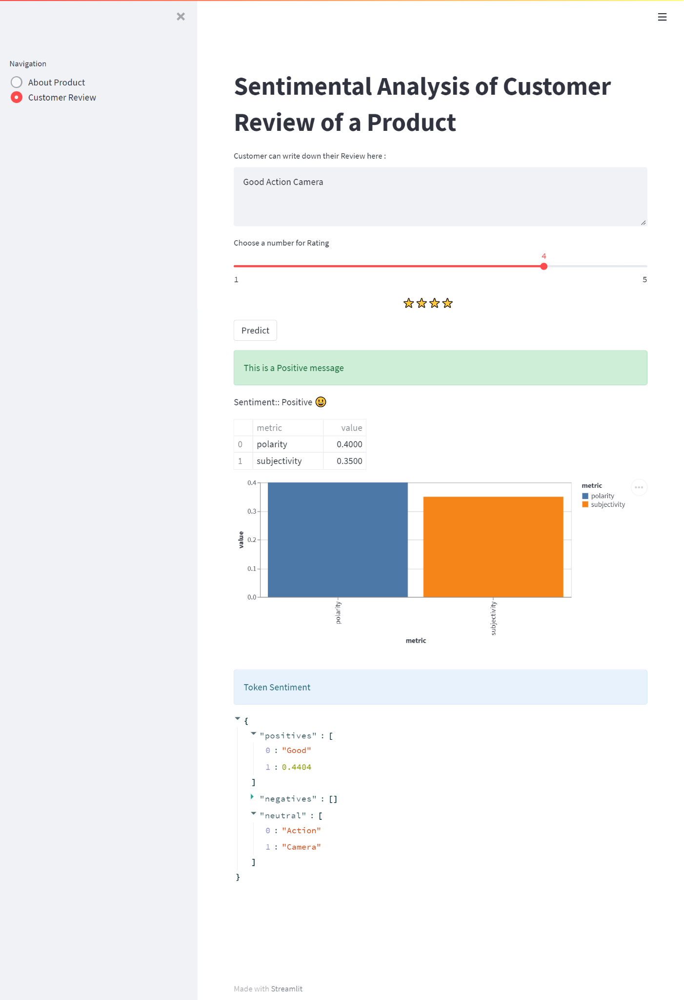 Navigation
About Product
Customer Review
Sentimental Analysis of Customer
Review of a Product
Customer can write down their Review here :
Good Action Camera
Choose a number for Rating
4
1 5
Predict
This is a Positive message
Sentiment:: Positive 😃
metric value
0 polarity 0.4000
1 subjectivity 0.3500
0.4
0.3
0.2
0.1
0.0
value
polarity
subjectivity
metric
metric
polarity
subjectivity
Token Sentiment
{
"positives" : [
0 : "Good"
1 : 0.4404
]
"negatives" : []
"neutral" : [
0 : "Action"
1 : "Camera"
]
}
Made with Streamlit